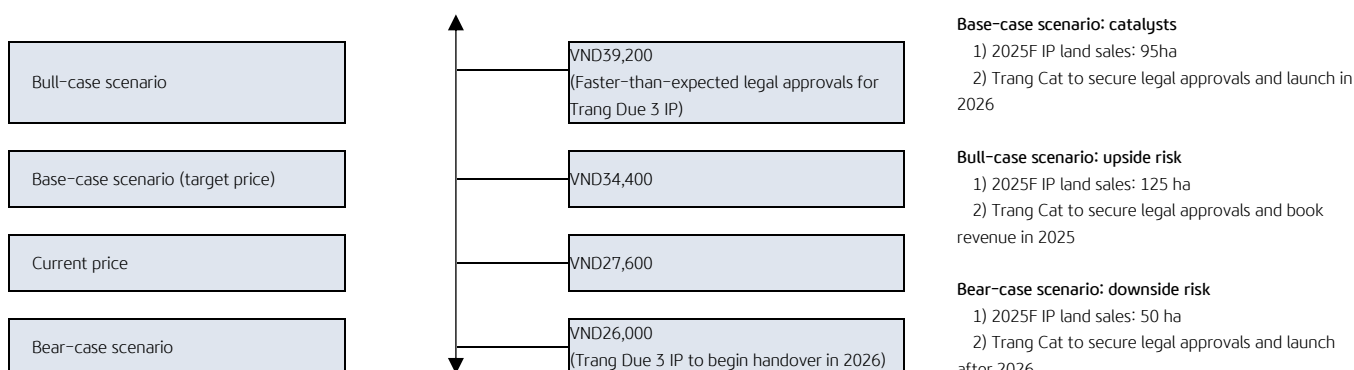 Bull-case scenario
VND39,200
(Faster-than-expected legal approvals for
Trang Due 3 IP)
Base-case scenario (target price)
VND34,400
Current price
VND27,600
Bear-case scenario
VND26,000
(Trang Due 3 IP to begin handover in 2026)
Base-case scenario: catalysts
1) 2025F IP land sales: 95ha
2) Trang Cat to secure legal approvals and launch in
2026
Bull-case scenario: upside risk
1) 2025F IP land sales: 125 ha
2) Trang Cat to secure legal approvals and book
revenue in 2025
Bear-case scenario: downside risk
1) 2025F IP land sales: 50 ha
2) Trang Cat to secure legal approvals and launch
after 2026